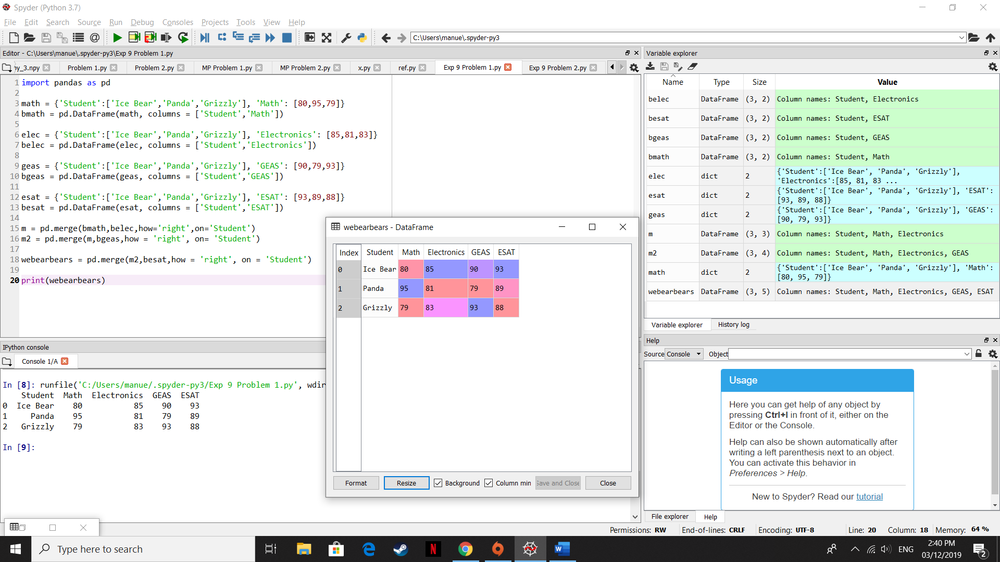 Spyder (Python 3.7)
File Edit Search Source Run Debug Consoles Projects Tools View Help
C:\Users\manue\.spyder-py3
Editor - C:\Users\manue\.spyder-py3\Exp 9 Problem 1.py
ny_3.npy Problem 1.py Problem 2.py MP Problem 1.py MP Problem 2.py x.py ref.py Exp 9 Problem 1.py Exp 9 Problem 2.py
1 import pandas as pd
2
3 math = {'Student':['Ice Bear','Panda','Grizzly'], 'Math': [80,95,79]}
4 bmath = pd.DataFrame(math, columns = ['Student','Math'])
5
6 elec = {'Student':['Ice Bear','Panda','Grizzly'], 'Electronics': [85,81,83]}
7 belec = pd.DataFrame(elec, columns = ['Student','Electronics'])
8
9 geas = {'Student':['Ice Bear','Panda','Grizzly'], 'GEAS': [90,79,93]}
10 bgeas = pd.DataFrame(geas, columns = ['Student','GEAS'])
11
12 esat = {'Student':['Ice Bear','Panda','Grizzly'], 'ESAT': [93,89,88]}
13 besat = pd.DataFrame(esat, columns = ['Student','ESAT'])
14
15 m = pd.merge(bmath,belec,how='right',on='Student')
16 m2 = pd.merge(m,bgeas,how = 'right', on= 'Student')
17
18 webearbears = pd.merge(m2,besat,how = 'right', on = 'Student')
19
20 print(webearbears)
webearbears - DataFrame
Index Student Math Electronics GEAS ESAT
0 Ice Bear 80 85 90 93
1 Panda 95 81 79 89
2 Grizzly 79 83 93 88
Format Resize Background Column min Save and Close Close
IPython console
Console 1/A
In [8]: runfile('C:/Users/manue/.spyder-py3/Exp 9 Problem 1.py', wdir
Student Math Electronics GEAS ESAT
0 Ice Bear 80 85 90 93
1 Panda 95 81 79 89
2 Grizzly 79 83 93 88
In [9]:
Variable explorer
Name Type Size Value
belec DataFrame (3, 2) Column names: Student, Electronics
besat DataFrame (3, 2) Column names: Student, ESAT
bgeas DataFrame (3, 2) Column names: Student, GEAS
bmath DataFrame (3, 2) Column names: Student, Math
elec dict 2 {'Student':['Ice Bear', 'Panda', 'Grizzly'],
'Electronics':[85, 81, 83 ...
esat dict 2 {'Student':['Ice Bear', 'Panda', 'Grizzly'], 'ESAT':
[93, 89, 88]}
geas dict 2 {'Student':['Ice Bear', 'Panda', 'Grizzly'], 'GEAS':
[90, 79, 93]}
m DataFrame (3, 3) Column names: Student, Math, Electronics
m2 DataFrame (3, 4) Column names: Student, Math, Electronics, GEAS
math dict 2 {'Student':['Ice Bear', 'Panda', 'Grizzly'], 'Math':
[80, 95, 79]}
webearbears DataFrame (3, 5) Column names: Student, Math, Electronics, GEAS, ESAT
Variable explorer History log
Help
Source Console Object
Usage
Here you can get help of any object by
pressing Ctrl+I in front of it, either on the
Editor or the Console.
Help can also be shown automatically after
writing a left parenthesis next to an object.
You can activate this behavior in
Preferences > Help.
New to Spyder? Read our tutorial
File explorer Help
Permissions: RW End-of-lines: CRLF Encoding: UTF-8 Line: 20 Column: 18 Memory: 64 %
Type here to search
ENG
2:40 PM
03/12/2019
2